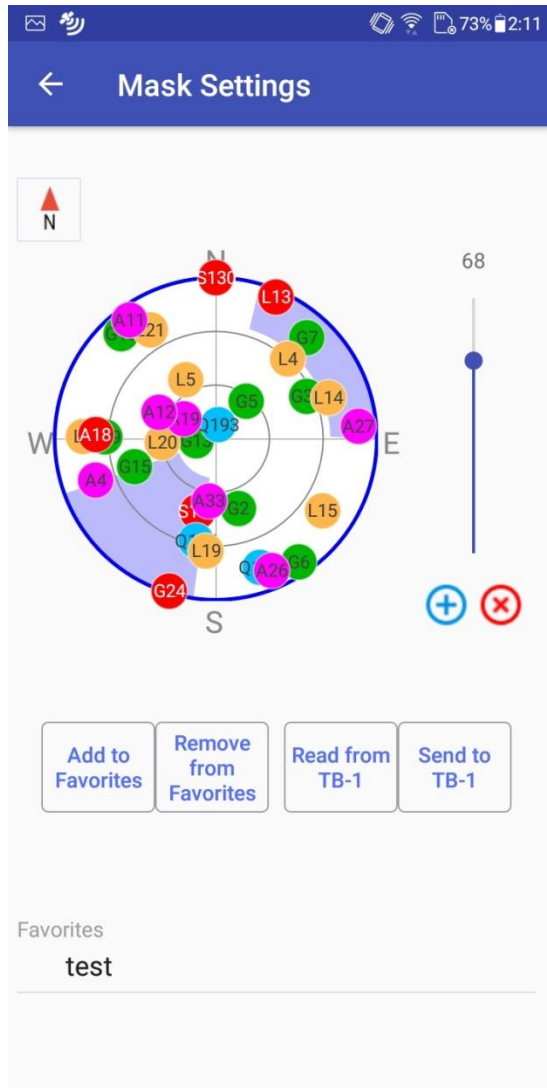 73% 2:11
Mask Settings
N
N
68
S130
L13
A11
L21
G7
L4
L5
G5
L14
A12
A19
Q193
A27
W
A18
L20
G13
E
G15
A4
A33
G2
L15
L19
A26
G6
G24
S
Add to
Favorites
Remove
from
Favorites
Read from
TB-1
Send to
TB-1
Favorites
test